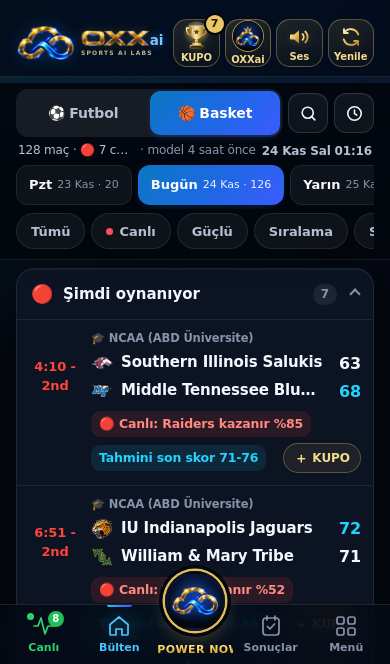 OXX ai
SPORTS AI LABS
7
KUPO
OXXai
Ses
Yenile
Futbol
Basket
128 maç · 7 c… · model 4 saat önce 24 Kas Sal 01:16
Pzt 23 Kas · 20
Bugün 24 Kas · 126
Yarın 25 Ka
Tümü
Canlı
Güçlü
Sıralama
Şimdi oynanıyor
7
NCAA (ABD Üniversite)
4:10 - 2nd
Southern Illinois Salukis 63
Middle Tennessee Blu… 68
Canlı: Raiders kazanır %85
Tahmini son skor 71-76
+ KUPO
NCAA (ABD Üniversite)
6:51 - 2nd
IU Indianapolis Jaguars 72
William & Mary Tribe 71
Canlı: anır %52
8
Canlı
Bülten
POWER NOW
Sonuçlar
Menü